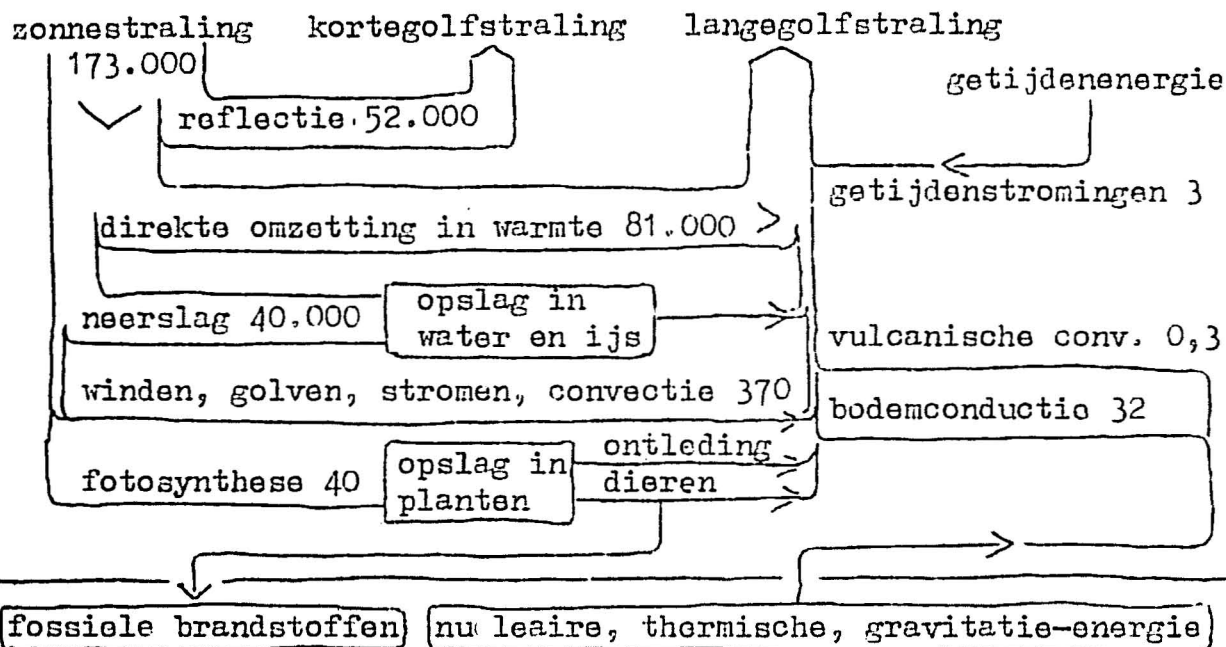 zonnestraling kortegolfstraling langegolfstraling
173.000
getijdenenergie
reflectie 52.000
getijdenstromingen 3
direkte omzetting in warmte 81.000
opslag in
neerslag 40.000
water en ijs
vulcanische conv. 0,3
winden, golven, stromen, convectie 370
bodemconductie 32
ontleding
opslag in
fotosynthese 40
dieren
planten
fossiele brandstoffen nu leaire, thermische, gravitatie-energie